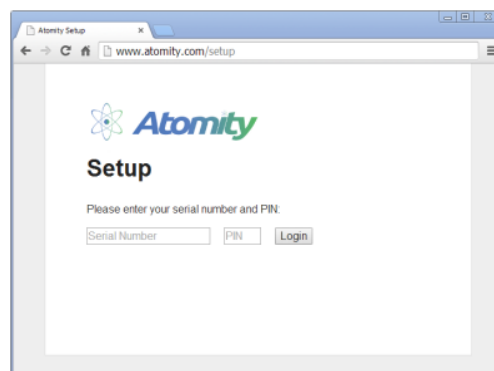 Atomity Setup
www.atomity.com/setup
Atomity
Setup
Please enter your serial number and PIN:
Serial Number PIN Login